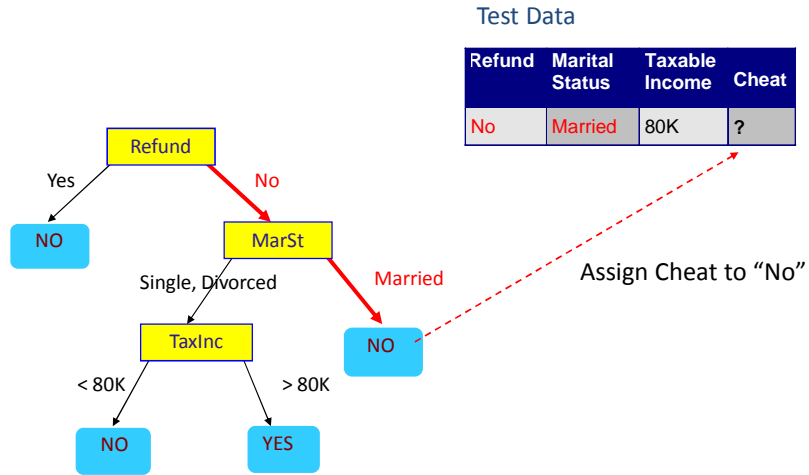 Test Data
Refund Marital Status Taxable Income Cheat
No Married 80K ?
Refund
Yes
No
NO
MarSt
Single, Divorced
Married
Assign Cheat to “No”
TaxInc
NO
< 80K
> 80K
NO
YES